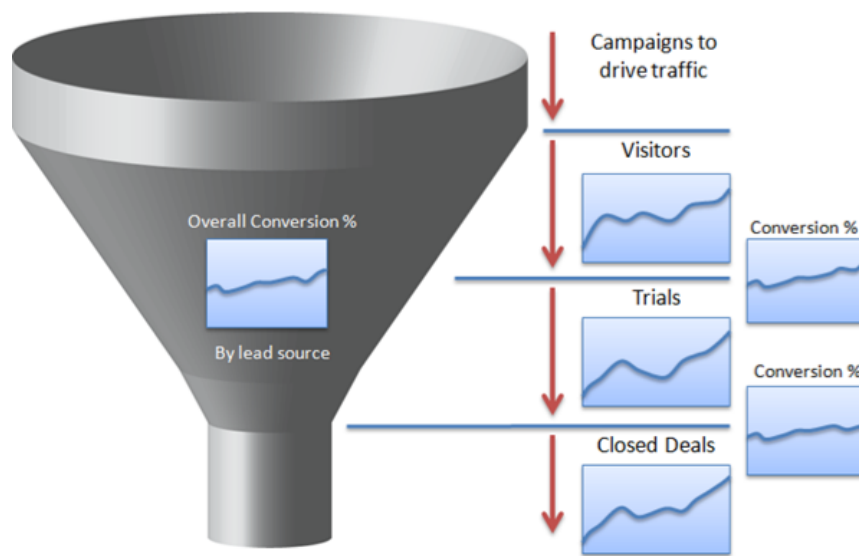 Campaigns to
drive traffic
Visitors
Overall Conversion %
Conversion %
Trials
By lead source
Conversion %
Closed Deals